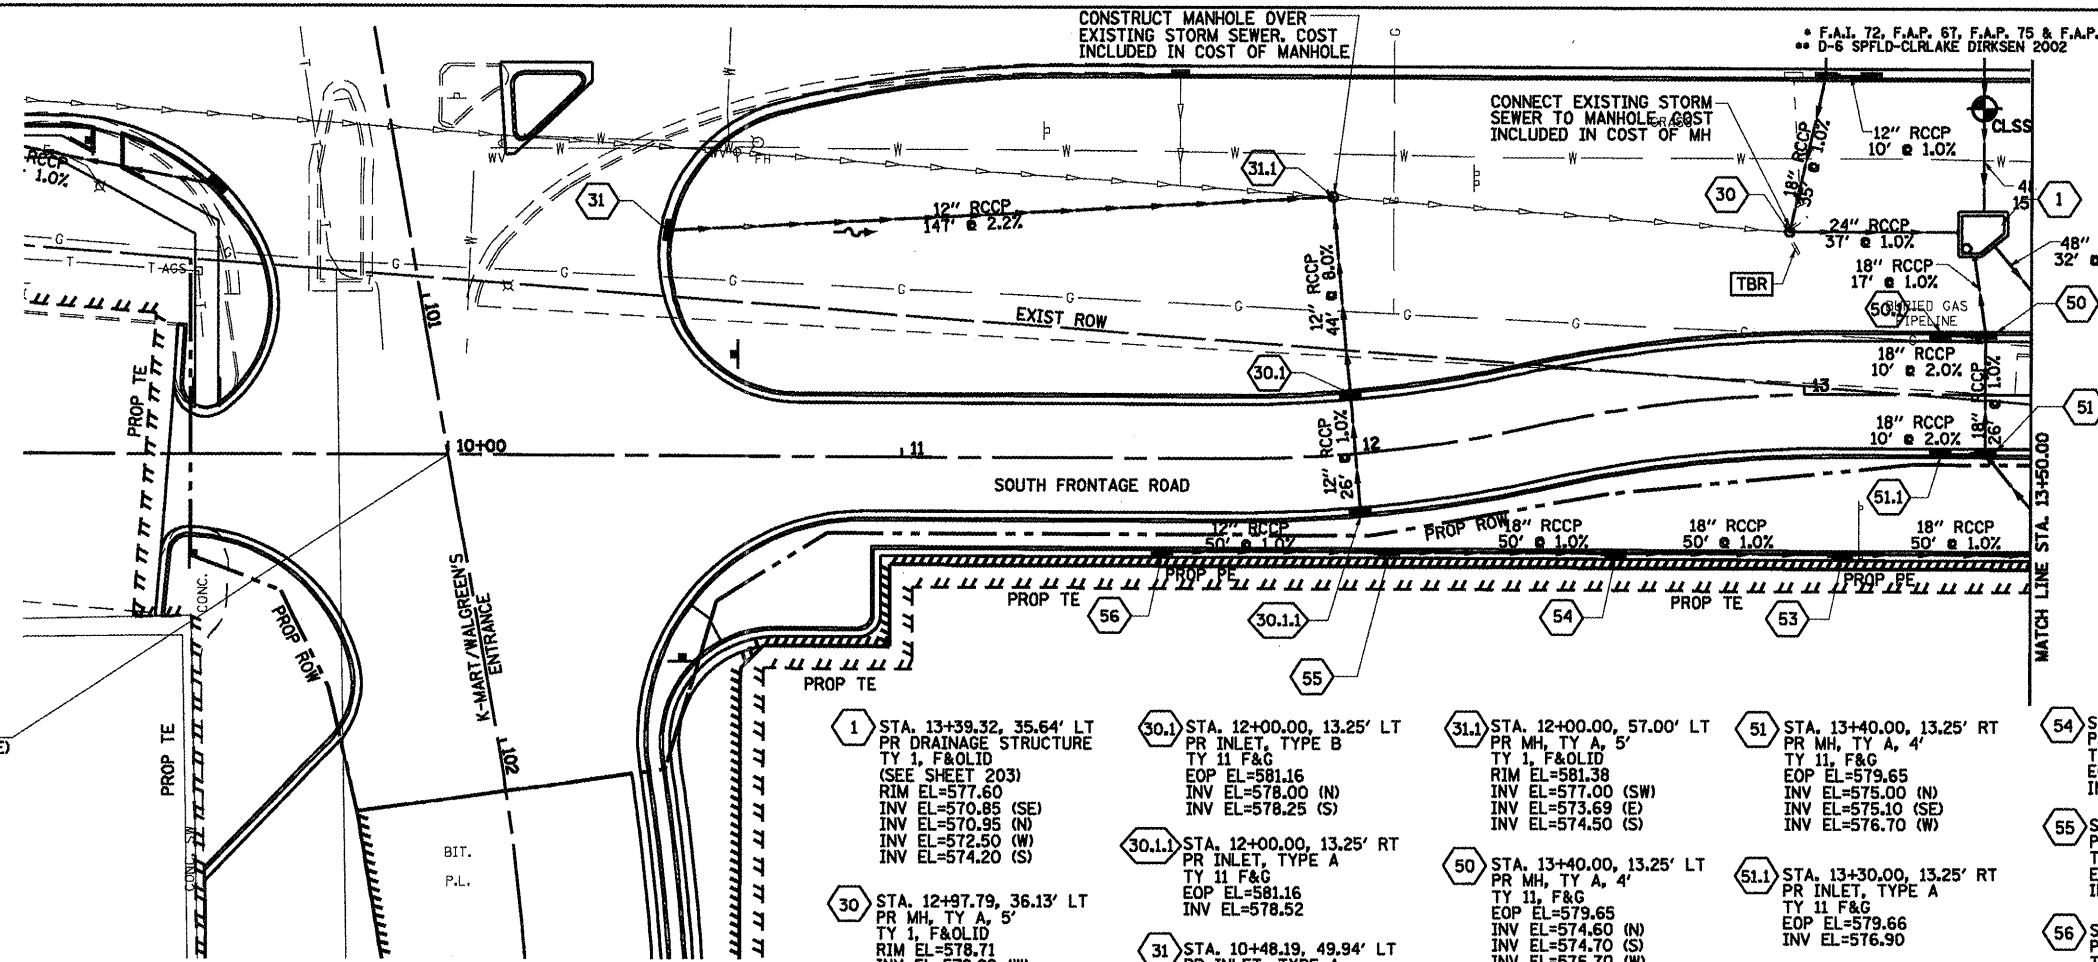 CONSTRUCT MANHOLE OVER
EXISTING STORM SEWER. COST
INCLUDED IN COST OF MANHOLE
* F.A.I. 72, F.A.P. 67, F.A.P. 75 & F.A.P.
** D-6 SPFLD-CLRLAKE DIRKSEN 2002
CONNECT EXISTING STORM
SEWER TO MANHOLE. COST
INCLUDED IN COST OF MH
12" RCCP
10' @ 1.0%
CLSS
18" RCCP
35' @ 1.0%
RCCP
1.0%
WV
W
FH
31
31.1
30
1
12" RCCP
147' @ 2.2%
24" RCCP
37' @ 1.0%
48"
32'
18" RCCP
17' @ 1.0%
TBR
50
50.1
BURIED GAS
PIPELINE
G
T
EXIST ROW
12" RCCP
44' @ 8.0%
101
30.1
18" RCCP
10' @ 2.0%
18" RCCP
26' @ 1.0%
13
51
PROP TE
10+00
11
12
12" RCCP
26' @ 1.0%
18" RCCP
10' @ 2.0%
SOUTH FRONTAGE ROAD
51.1
MATCH LINE STA. 13+50.00
12" RCCP
50' @ 1.0%
PROP ROW
18" RCCP
50' @ 1.0%
18" RCCP
50' @ 1.0%
18" RCCP
50' @ 1.0%
PROP PE
PROP PE
PROP TE
PROP TE
CONC.
PROP ROW
K-MART/WALGREEN'S
ENTRANCE
56
30.1.1
54
53
55
PROP TE
PROP TE
102
CONC. SW
BIT.
P.L.
1
STA. 13+39.32, 35.64' LT
PR DRAINAGE STRUCTURE
TY 1, F&OLID
(SEE SHEET 203)
RIM EL=577.60
INV EL=570.85 (SE)
INV EL=570.95 (N)
INV EL=572.50 (W)
INV EL=574.20 (S)
30
STA. 12+97.79, 36.13' LT
PR MH, TY A, 5'
TY 1, F&OLID
RIM EL=578.71
30.1
STA. 12+00.00, 13.25' LT
PR INLET, TYPE B
TY 11 F&G
EOP EL=581.16
INV EL=578.00 (N)
INV EL=578.25 (S)
30.1.1
STA. 12+00.00, 13.25' RT
PR INLET, TYPE A
TY 11 F&G
EOP EL=581.16
INV EL=578.52
31
STA. 10+48.19, 49.94' LT
31.1
STA. 12+00.00, 57.00' LT
PR MH, TY A, 5'
TY 1, F&OLID
RIM EL=581.38
INV EL=577.00 (SW)
INV EL=573.69 (E)
INV EL=574.50 (S)
50
STA. 13+40.00, 13.25' LT
PR MH, TY A, 4'
TY 11, F&G
EOP EL=579.65
INV EL=574.60 (N)
INV EL=574.70 (S)
51
STA. 13+40.00, 13.25' RT
PR MH, TY A, 4'
TY 11, F&G
EOP EL=579.65
INV EL=575.00 (N)
INV EL=575.10 (SE)
INV EL=576.70 (W)
51.1
STA. 13+30.00, 13.25' RT
PR INLET, TYPE A
TY 11 F&G
EOP EL=579.66
INV EL=576.90
54
55
56